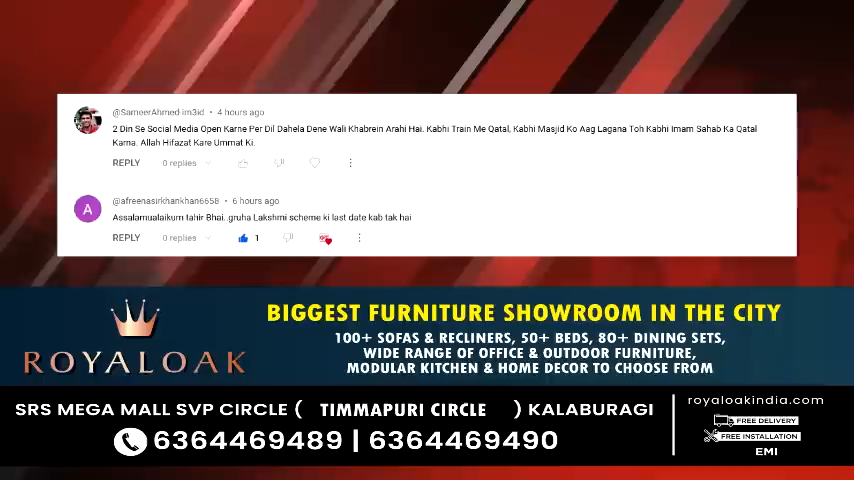 @SameerAhmed-im3id • 4 hours ago
2 Din Se Social Media Open Karne Per Dil Dahela Dene Wali Khabrein Arahi Hai. Kabhi Train Me Qatal, Kabhi Masjid Ko Aag Lagana Toh Kabhi Imam Sahab Ka Qatal
Karna. Allah Hifazat Kare Ummat Ki.
REPLY 0 replies
A
@afreenasirkhankhan6658 • 6 hours ago
Assalamualaikum tahir Bhai..gruha Lakshmi scheme ki last date kab tak hai
REPLY 0 replies 1
ROYALOAK
BIGGEST FURNITURE SHOWROOM IN THE CITY
100+ SOFAS & RECLINERS, 50+ BEDS, 80+ DINING SETS,
WIDE RANGE OF OFFICE & OUTDOOR FURNITURE,
MODULAR KITCHEN & HOME DECOR TO CHOOSE FROM
SRS MEGA MALL SVP CIRCLE ( TIMMAPURI CIRCLE ) KALABURAGI
6364469489 | 6364469490
royaloakindia.com
FREE DELIVERY
FREE INSTALLATION
EMI